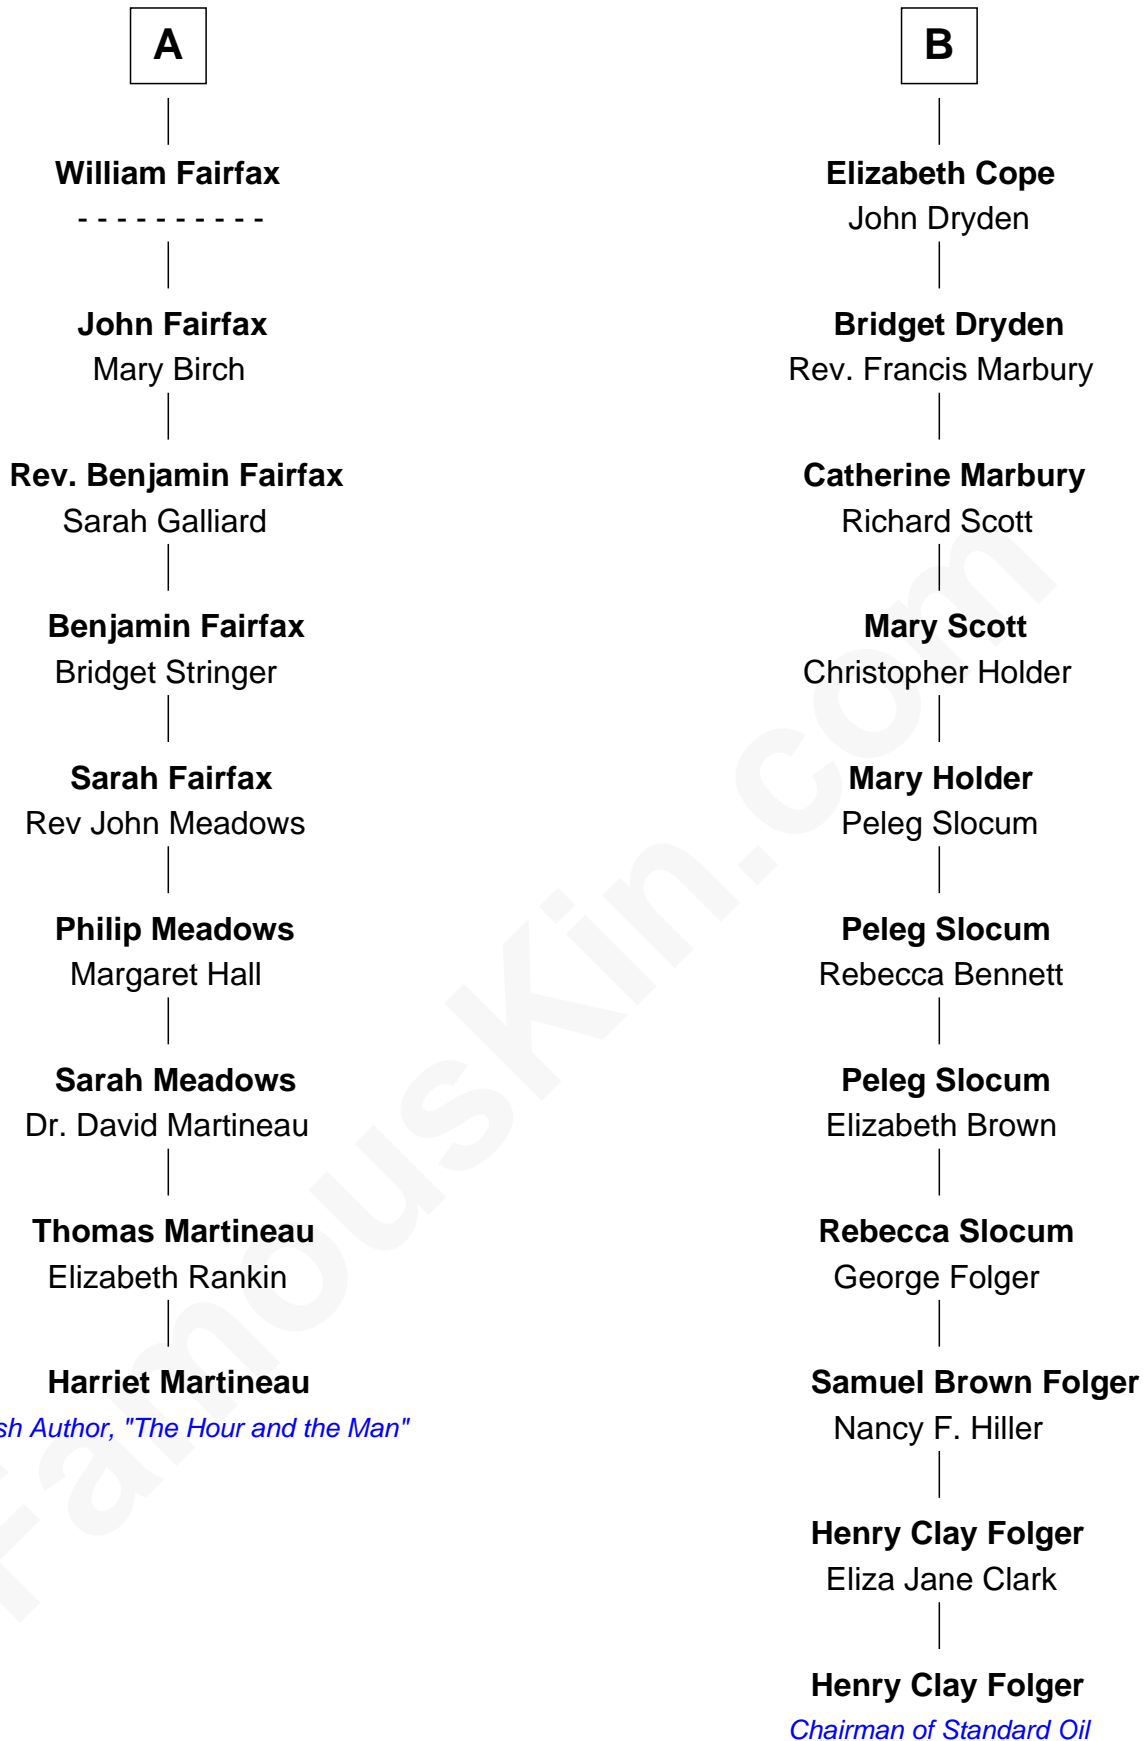 A
William Fairfax
- - - - - - - - - -
John Fairfax
Mary Birch
Rev. Benjamin Fairfax
Sarah Galliard
Benjamin Fairfax
Bridget Stringer
Sarah Fairfax
Rev John Meadows
Philip Meadows
Margaret Hall
Sarah Meadows
Dr. David Martineau
Thomas Martineau
Elizabeth Rankin
Harriet Martineau
sh Author, "The Hour and the Man"
B
Elizabeth Cope
John Dryden
Bridget Dryden
Rev. Francis Marbury
Catherine Marbury
Richard Scott
Mary Scott
Christopher Holder
Mary Holder
Peleg Slocum
Peleg Slocum
Rebecca Bennett
Peleg Slocum
Elizabeth Brown
Rebecca Slocum
George Folger
Samuel Brown Folger
Nancy F. Hiller
Henry Clay Folger
Eliza Jane Clark
Henry Clay Folger
Chairman of Standard Oil
FamousKin.com